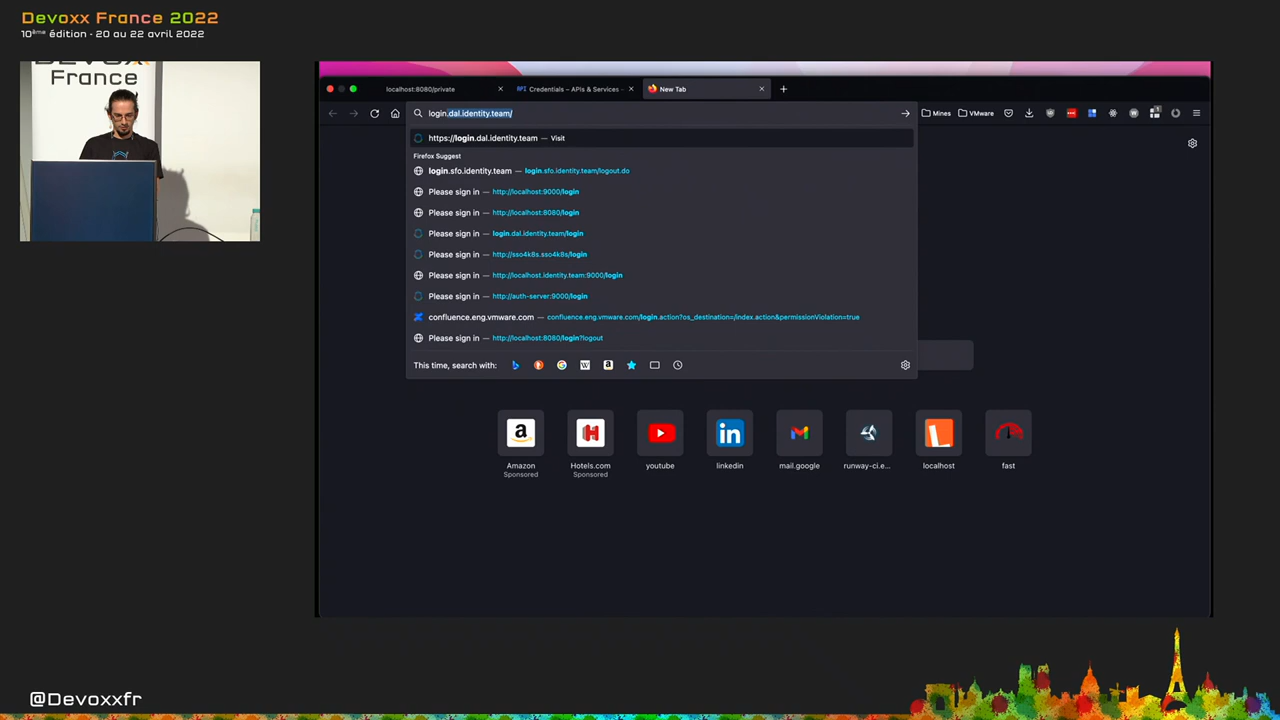 Devoxx France 2022
10ème édition · 20 au 22 avril 2022
France
localhost:8080/private
Credentials – APIs & Services –
New Tab
login.dal.identity.team/
Mines
VMware
https://login.dal.identity.team — Visit
Firefox Suggest
login.sfo.identity.team — login.sfo.identity.team/logout.do
Please sign in — http://localhost:9000/login
Please sign in — http://localhost:8080/login
Please sign in — login.dal.identity.team/login
Please sign in — http://sso4k8s.sso4k8s/login
Please sign in — http://localhost.identity.team:9000/login
Please sign in — http://auth-server:9000/login
confluence.eng.vmware.com — confluence.eng.vmware.com/login.action?os_destination=/index.action&permissionViolation=true
Please sign in — http://localhost:8080/login?logout
This time, search with:
Amazon
Sponsored
Hotels.com
Sponsored
youtube
linkedin
mail.google
runway-ci.e...
localhost
fast
@Devoxxfr